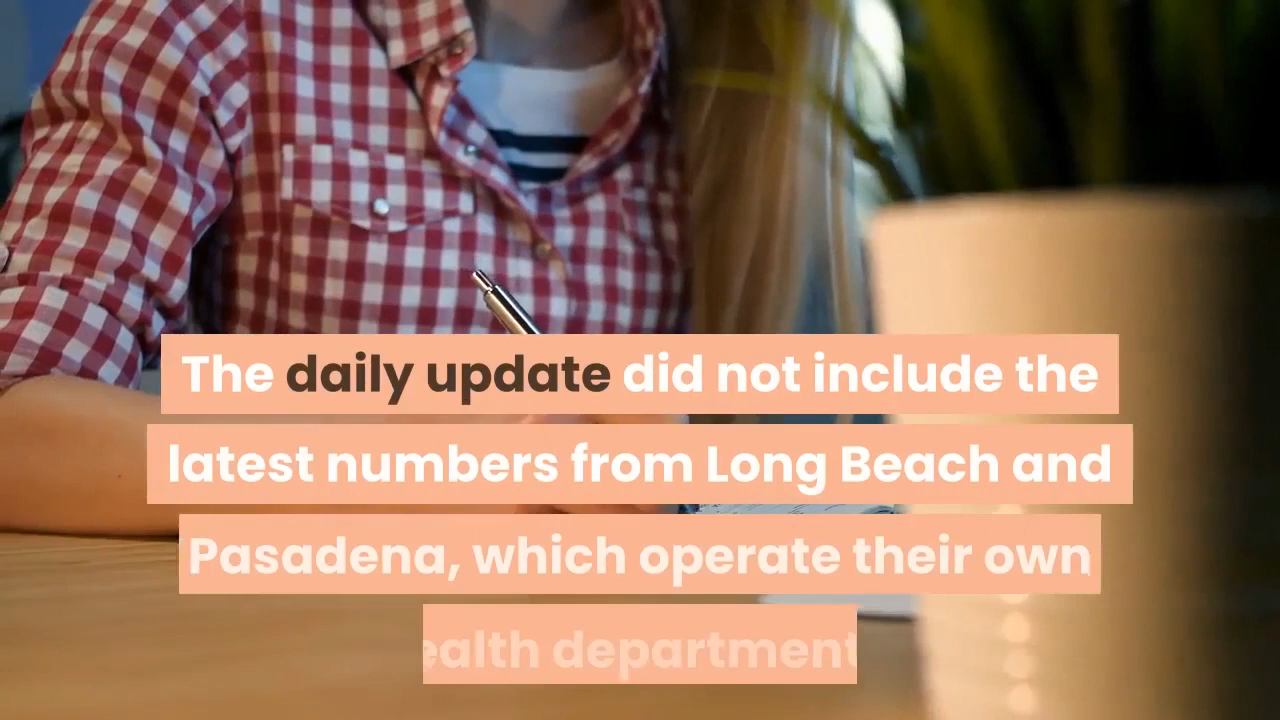 The daily update did not include the
latest numbers from Long Beach and
Pasadena, which operate their own
ealth department